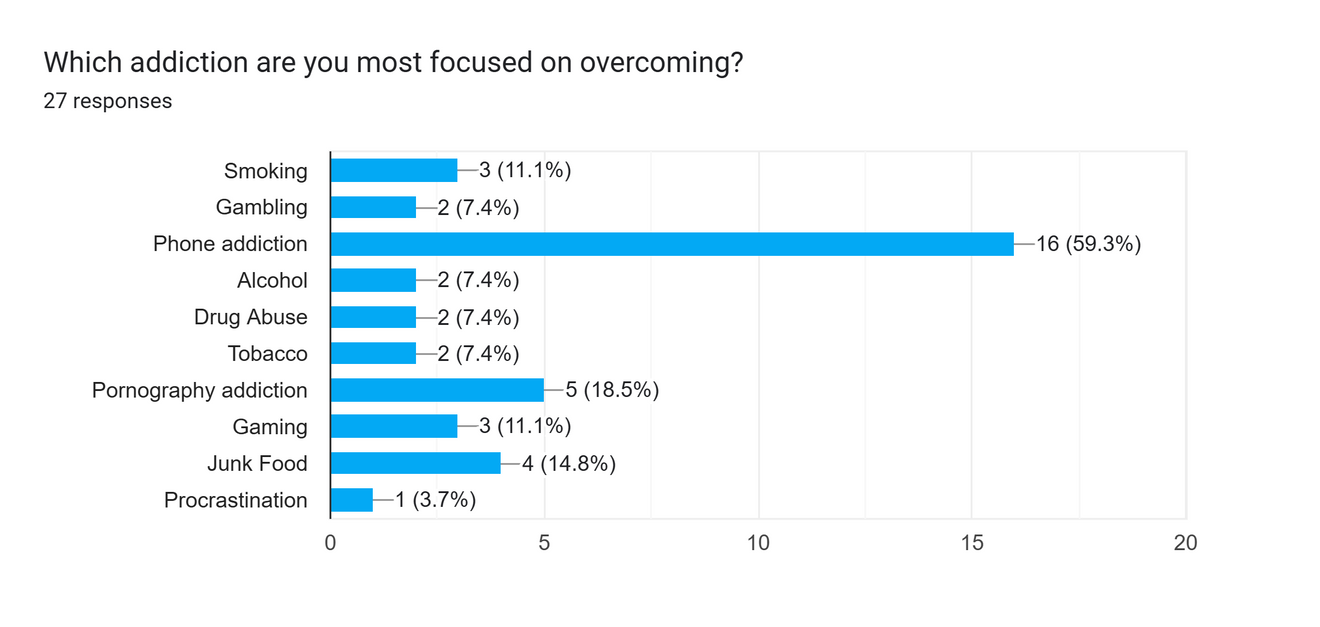 Which addiction are you most focused on overcoming?
27 responses
Smoking 3 (11.1%)
Gambling 2 (7.4%)
Phone addiction 16 (59.3%)
Alcohol 2 (7.4%)
Drug Abuse 2 (7.4%)
Tobacco 2 (7.4%)
Pornography addiction 5 (18.5%)
Gaming 3 (11.1%)
Junk Food 4 (14.8%)
Procrastination 1 (3.7%)
0 5 10 15 20